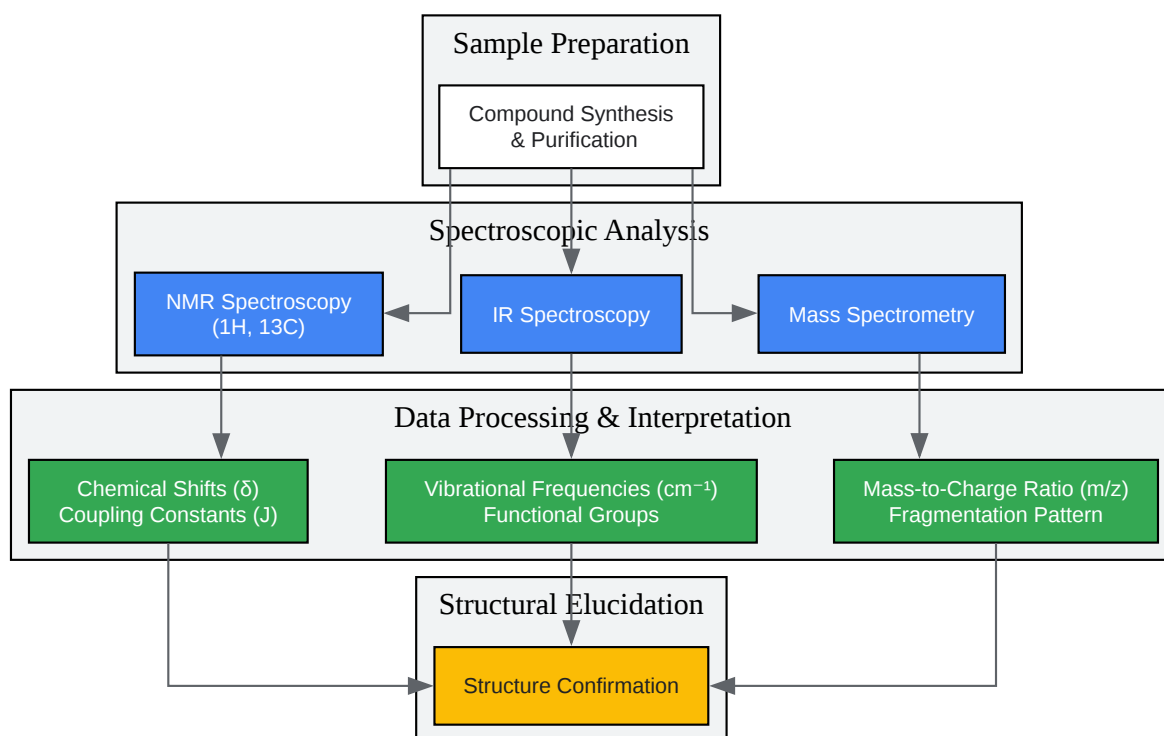 Sample Preparation
Compound Synthesis
& Purification
Spectroscopic Analysis
NMR Spectroscopy
(1H, 13C)
IR Spectroscopy
Mass Spectrometry
Data Processing & Interpretation
Chemical Shifts (δ)
Coupling Constants (J)
Vibrational Frequencies (cm⁻¹)
Functional Groups
Mass-to-Charge Ratio (m/z)
Fragmentation Pattern
Structural Elucidation
Structure Confirmation